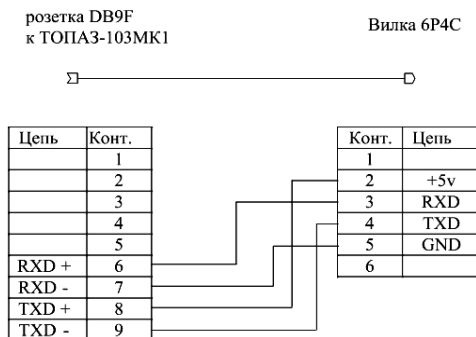 розетка DB9F
к ТОПАЗ-103МК1
Вилка 6Р4С
Цепь Конт.
1
2
3
4
5
RXD + 6
RXD - 7
TXD + 8
TXD - 9
Конт. Цепь
1
2 +5v
3 RXD
4 TXD
5 GND
6